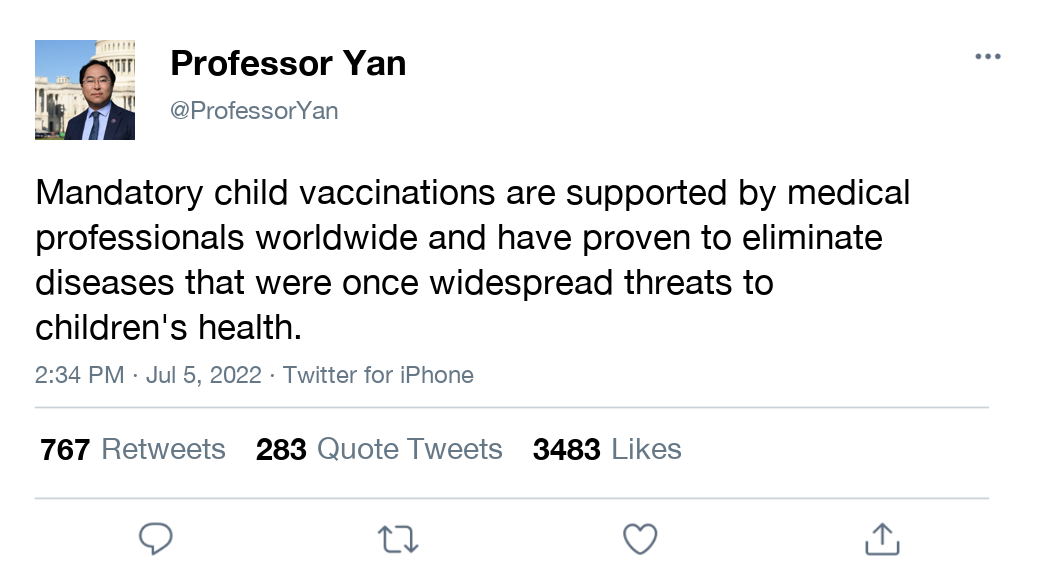 Professor Yan
@ProfessorYan
Mandatory child vaccinations are supported by medical
professionals worldwide and have proven to eliminate
diseases that were once widespread threats to
children's health.
2:34 PM · Jul 5, 2022 · Twitter for iPhone
767 Retweets 283 Quote Tweets 3483 Likes